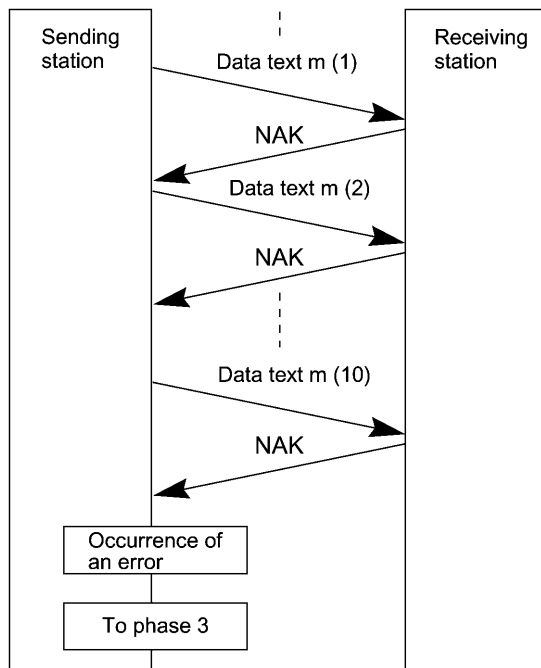 Sending
station
Receiving
station
Data text m (1)
NAK
Data text m (2)
NAK
Data text m (10)
NAK
Occurrence of
an error
To phase 3